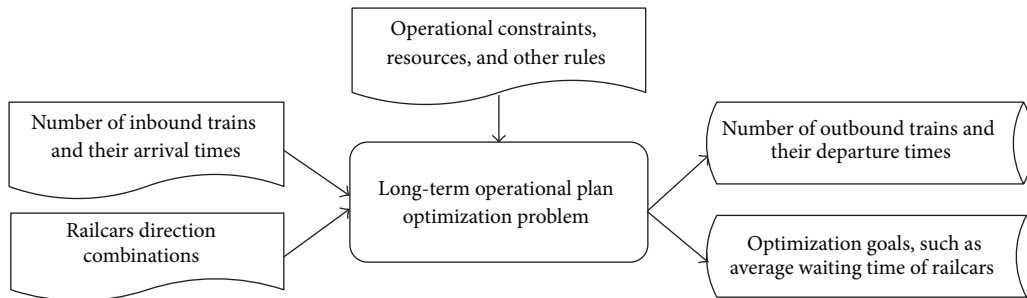 Operational constraints,
resources, and other rules
Number of inbound trains
and their arrival times
Railcars direction
combinations
Long-term operational plan
optimization problem
Number of outbound trains and
their departure times
Optimization goals, such as
average waiting time of railcars